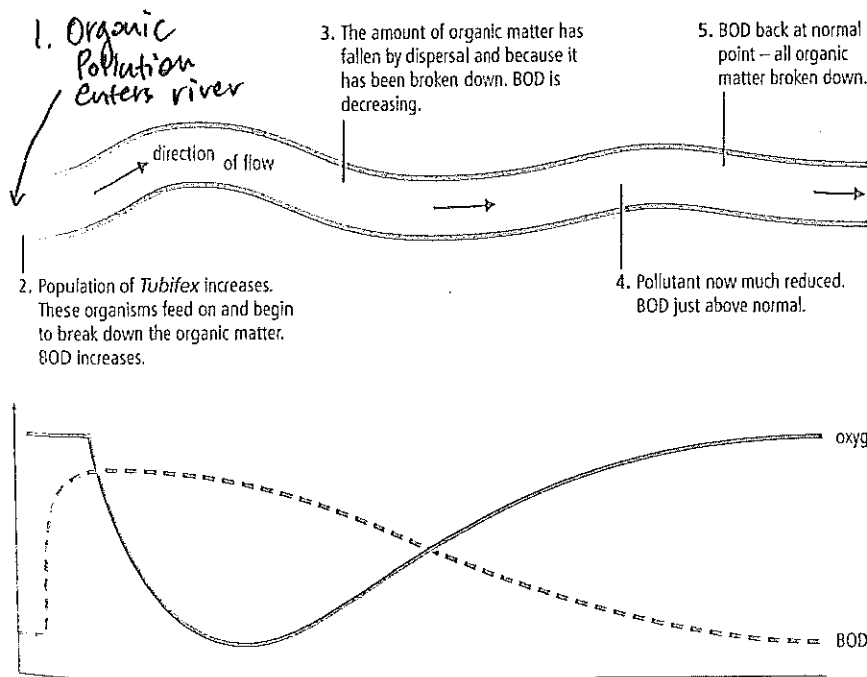 1. Organic
Pollution
enters river
3. The amount of organic matter has
fallen by dispersal and because it
has been broken down. BOD is
decreasing.
5. BOD back at normal
point – all organic
matter broken down.
direction of flow
2. Population of Tubifex increases.
These organisms feed on and begin
to break down the organic matter.
BOD increases.
4. Pollutant now much reduced.
BOD just above normal.
oxyg
BOD